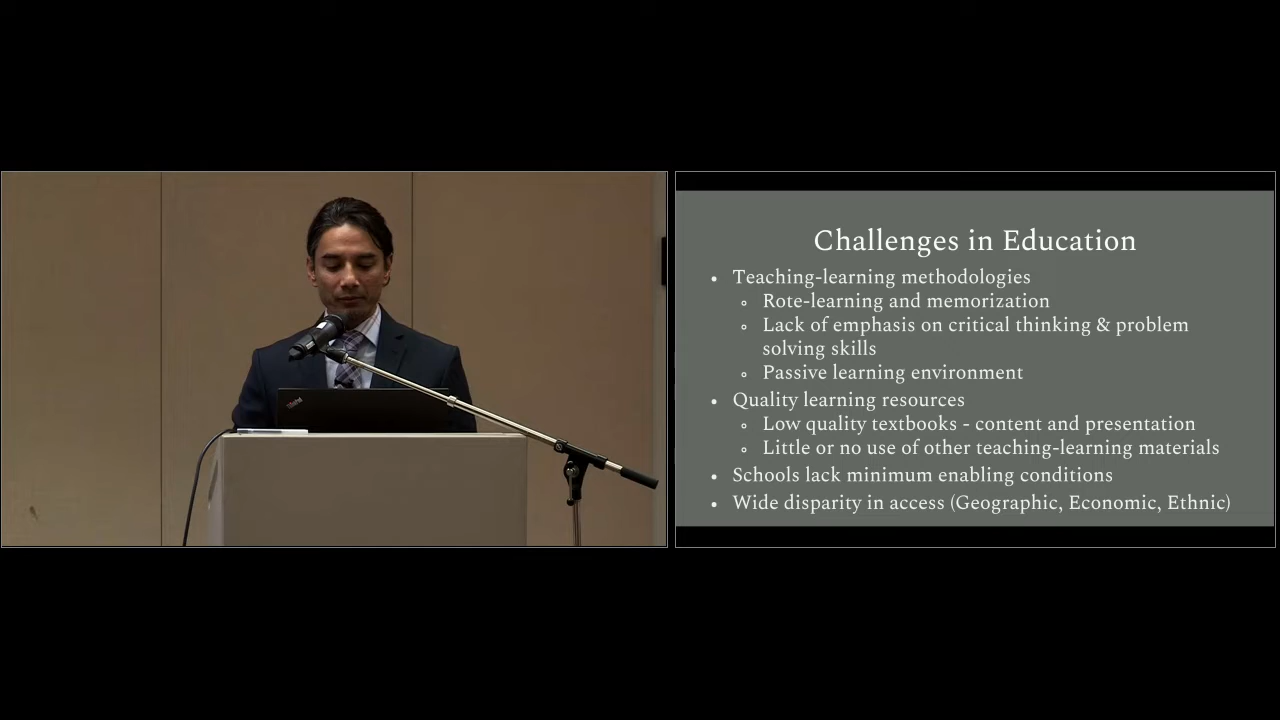 Challenges in Education
• Teaching-learning methodologies
◦ Rote-learning and memorization
◦ Lack of emphasis on critical thinking & problem
solving skills
◦ Passive learning environment
• Quality learning resources
◦ Low quality textbooks - content and presentation
◦ Little or no use of other teaching-learning materials
• Schools lack minimum enabling conditions
• Wide disparity in access (Geographic, Economic, Ethnic)